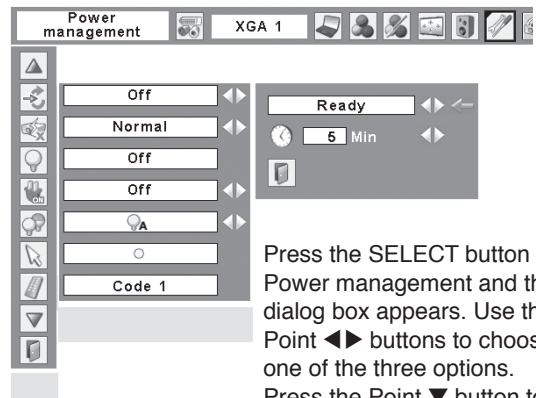 Power
management
XGA 1
Off
Normal
Off
Off
A
Code 1
ON
Ready
5 Min
Press the SELECT button
Power management and th
dialog box appears. Use th
Point ◀▶ buttons to choos
one of the three options.
Press the Point ▼ button to